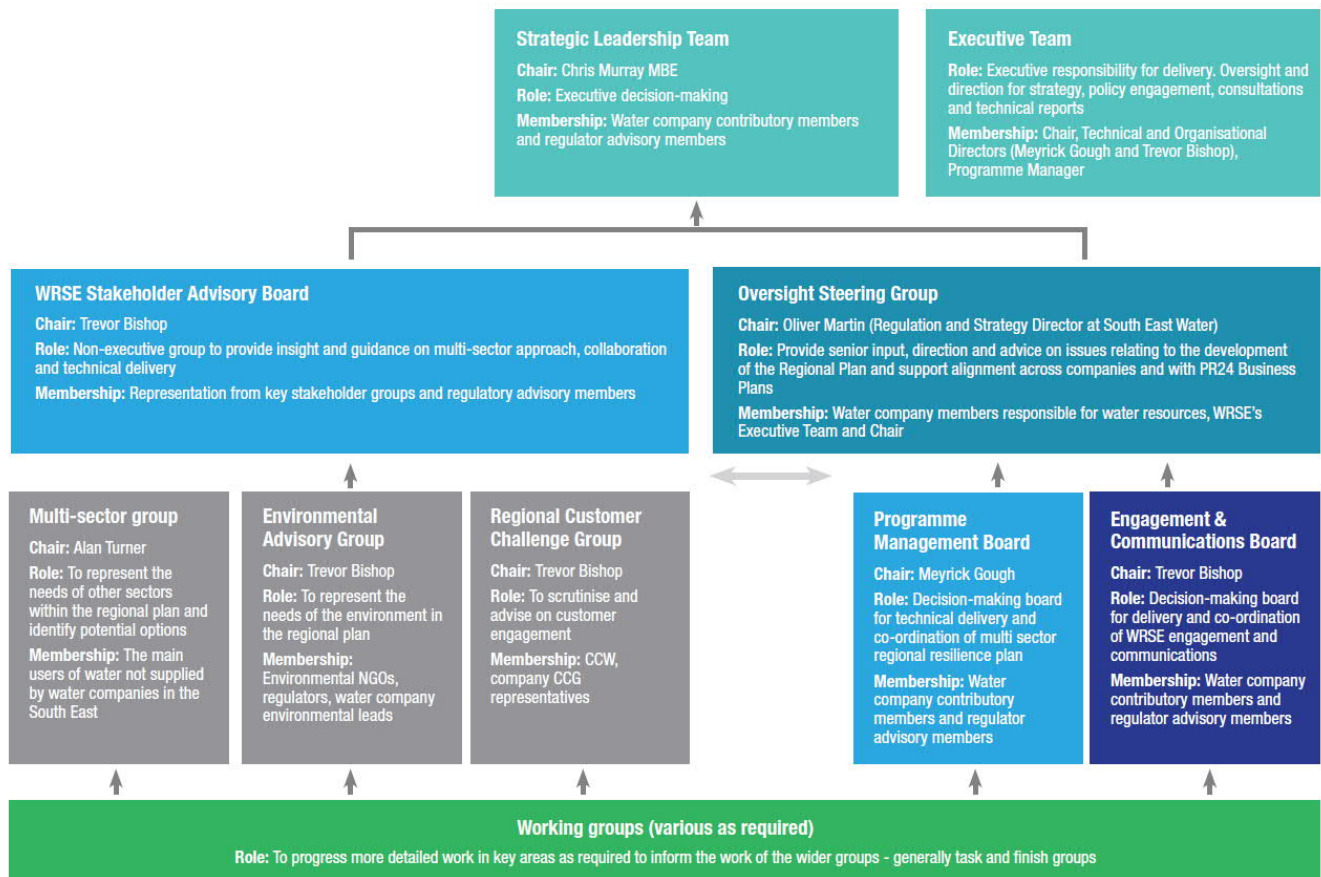 Strategic Leadership Team
Chair: Chris Murray MBE
Role: Executive decision-making
Membership: Water company contributory members
and regulator advisory members
Executive Team
Role: Executive responsibility for delivery. Oversight and
direction for strategy, policy engagement, consultations
and technical reports
Membership: Chair, Technical and Organisational
Directors (Meyrick Gough and Trevor Bishop),
Programme Manager
WRSE Stakeholder Advisory Board
Chair: Trevor Bishop
Role: Non-executive group to provide insight and guidance on multi-sector approach, collaboration
and technical delivery
Membership: Representation from key stakeholder groups and regulatory advisory members
Oversight Steering Group
Chair: Oliver Martin (Regulation and Strategy Director at South East Water)
Role: Provide senior input, direction and advice on issues relating to the development
of the Regional Plan and support alignment across companies and with PR24 Business
Plans
Membership: Water company members responsible for water resources, WRSE's
Executive Team and Chair
Multi-sector group
Chair: Alan Turner
Role: To represent the
needs of other sectors
within the regional plan and
identify potential options
Membership: The main
users of water not supplied
by water companies in the
South East
Environmental
Advisory Group
Chair: Trevor Bishop
Role: To represent the
needs of the environment in
the regional plan
Membership:
Environmental NGOs,
regulators, water company
environmental leads
Regional Customer
Challenge Group
Chair: Trevor Bishop
Role: To scrutinise and
advise on customer
engagement
Membership: CCW,
company CCG
representatives
Programme
Management Board
Chair: Meyrick Gough
Role: Decision-making board
for technical delivery and
co-ordination of multi sector
regional resilience plan
Membership: Water
company contributory
members and regulator
advisory members
Engagement &
Communications Board
Chair: Trevor Bishop
Role: Decision-making board
for delivery and co-ordination
of WRSE engagement and
communications
Membership: Water company
contributory members and
regulator advisory members
Working groups (various as required)
Role: To progress more detailed work in key areas as required to inform the work of the wider groups - generally task and finish groups